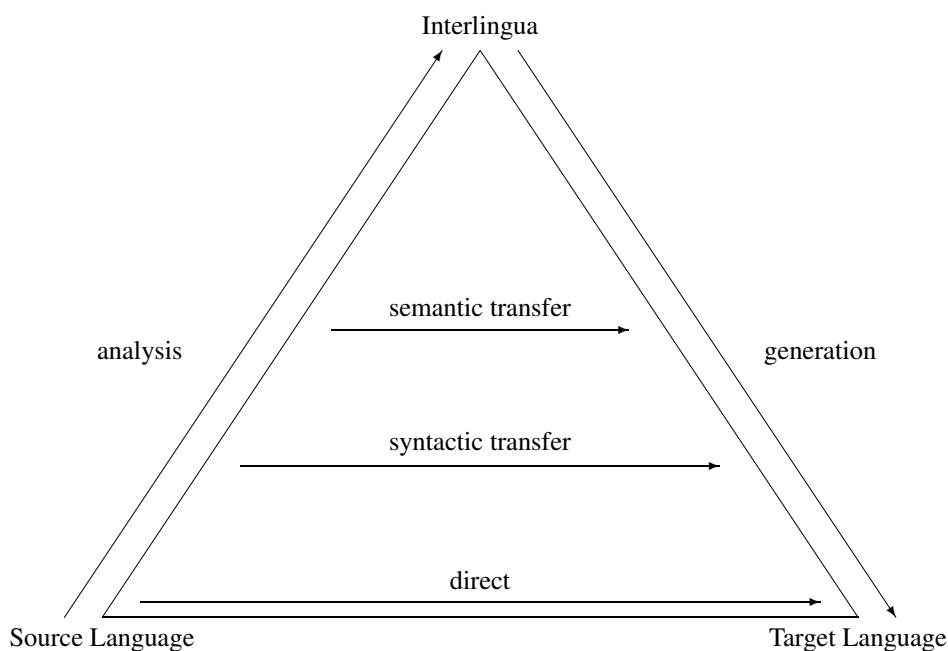 Interlingua
semantic transfer
analysis
generation
syntactic transfer
direct
Source Language
Target Language